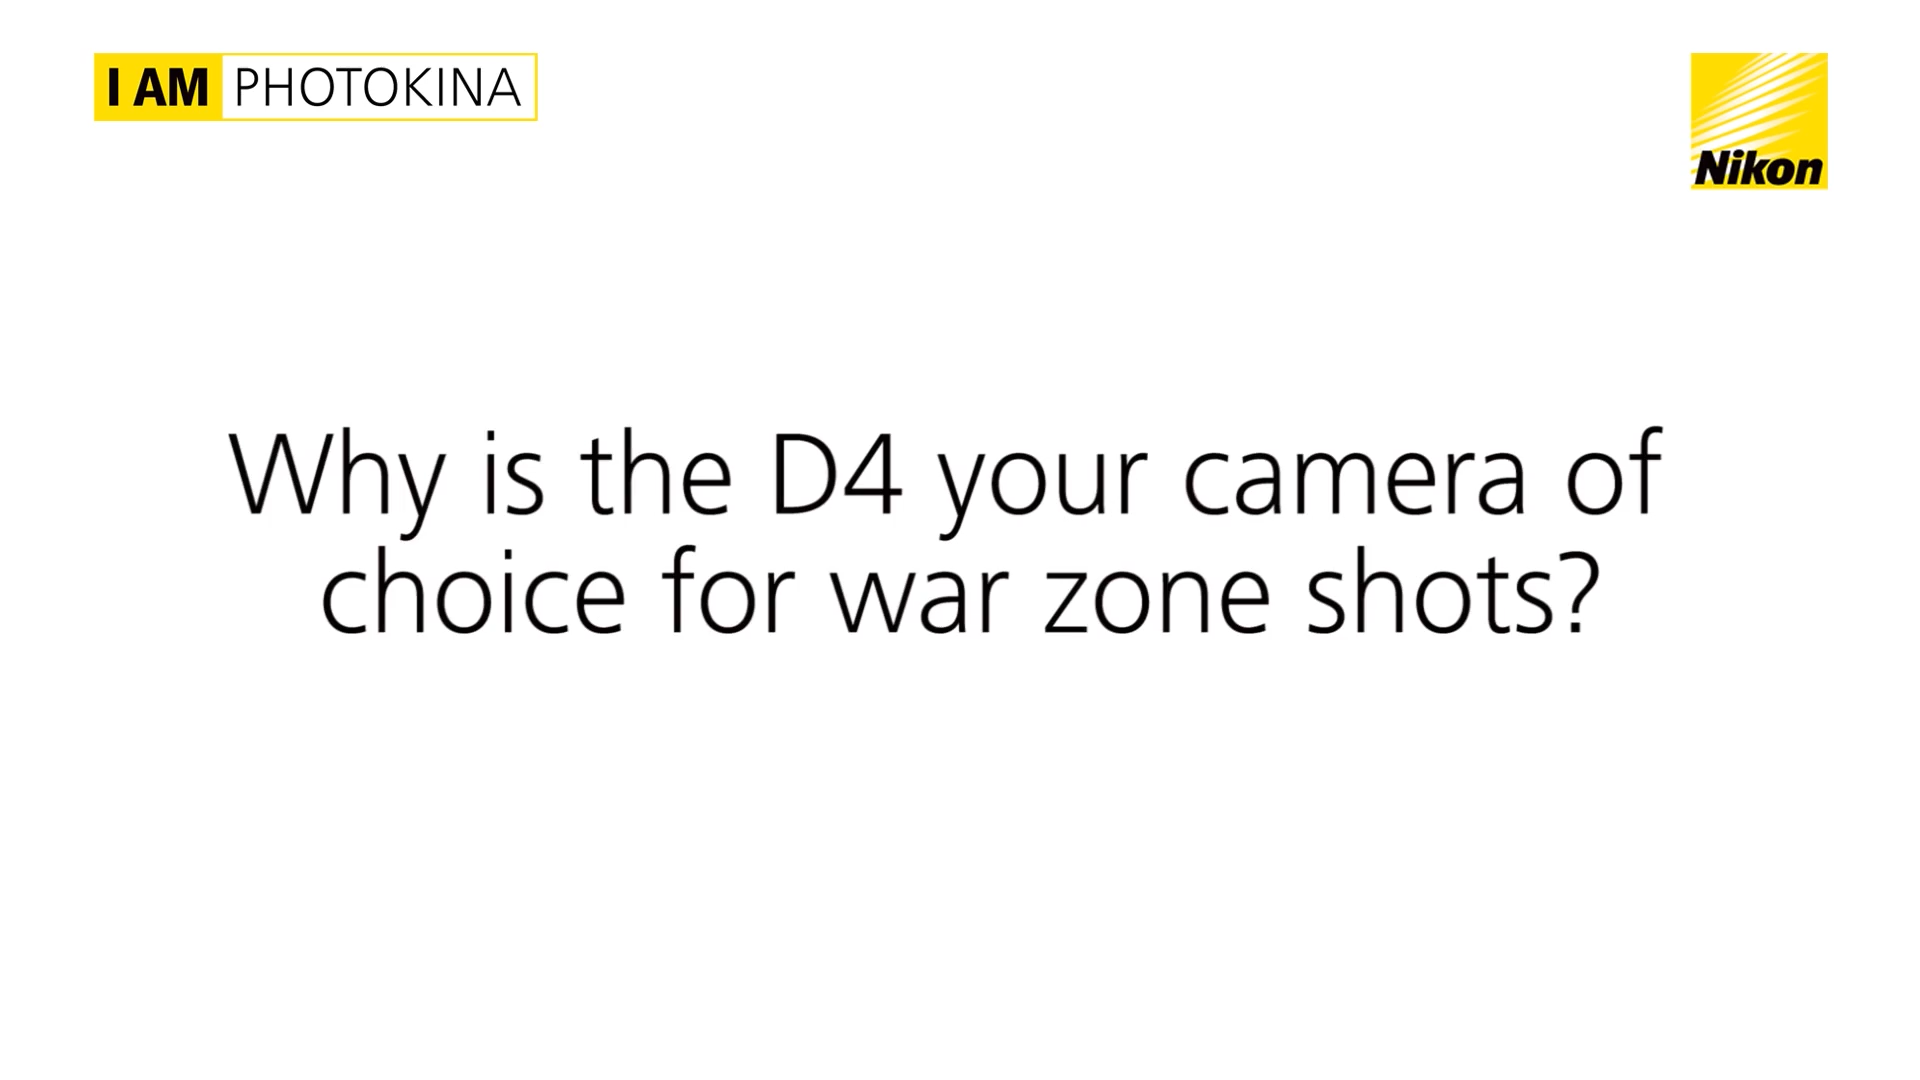 I AM PHOTOKINA
Nikon
Why is the D4 your camera of
choice for war zone shots?